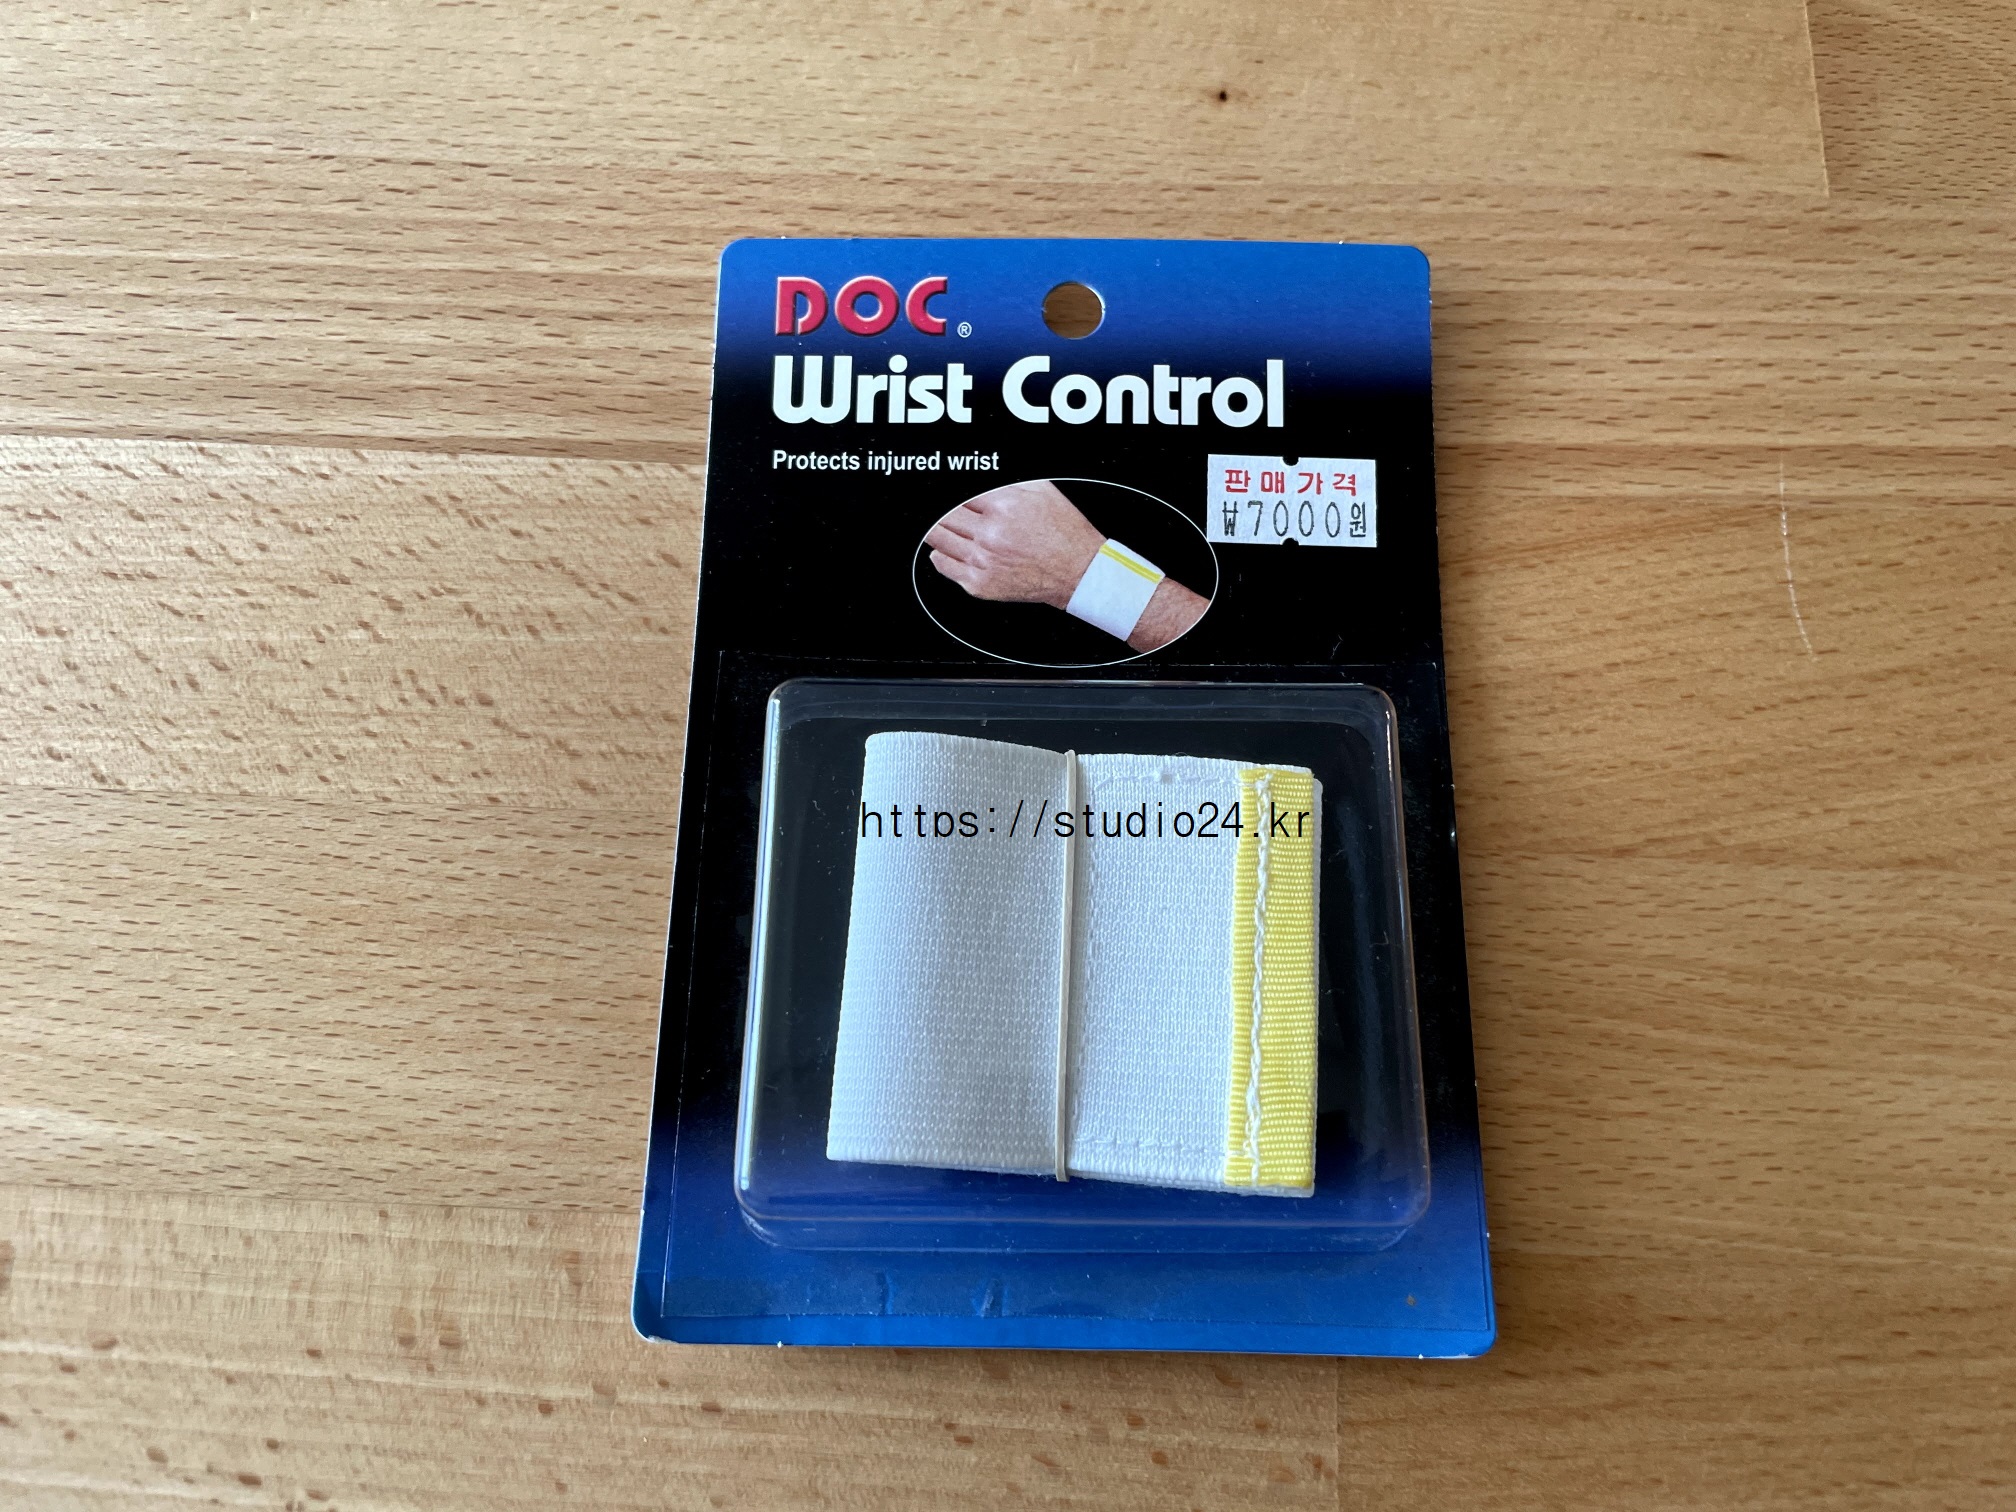 DOC®
Wrist Control
Protects injured wrist
판매가격
₩7000원
https://studio24.kr